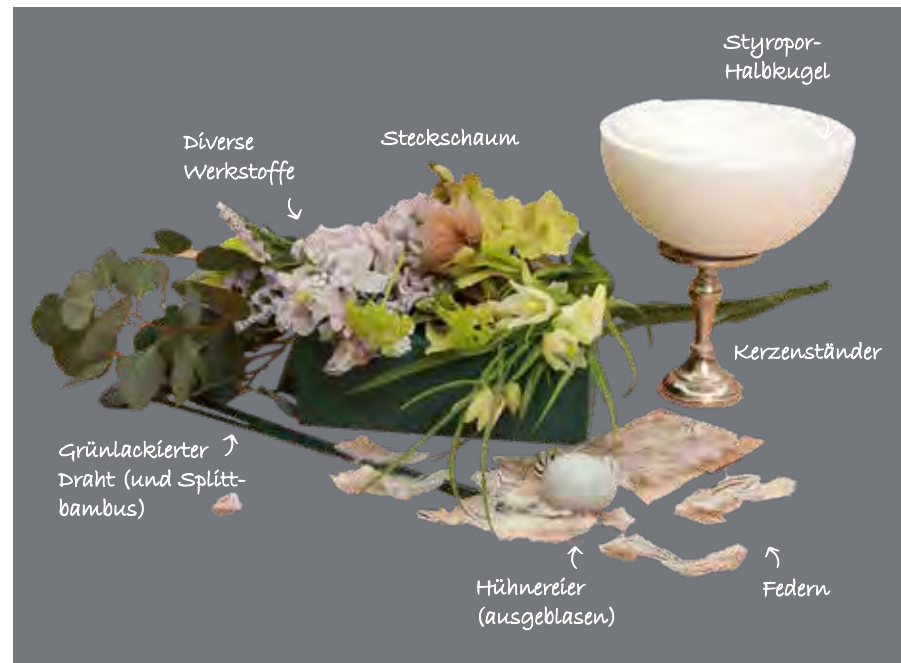 Styropor-
Halbkugel
Diverse
Werkstoffe
Steckschaum
Kerzenständer
Grünlackierter
Draht (und Splitt-
bambus)
Hühnereier
(ausgeblasen)
Federn